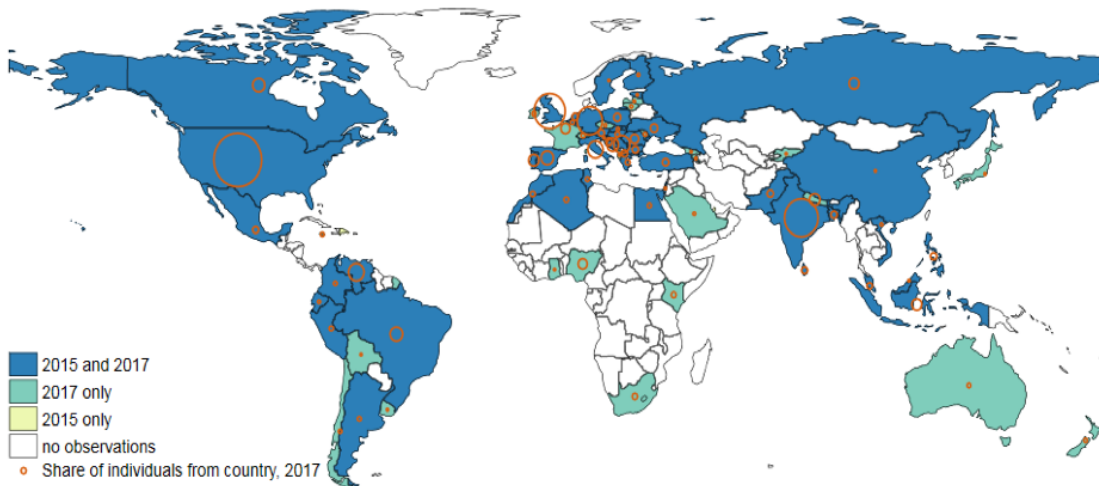 2015 and 2017
2017 only
2015 only
no observations
Share of individuals from country, 2017